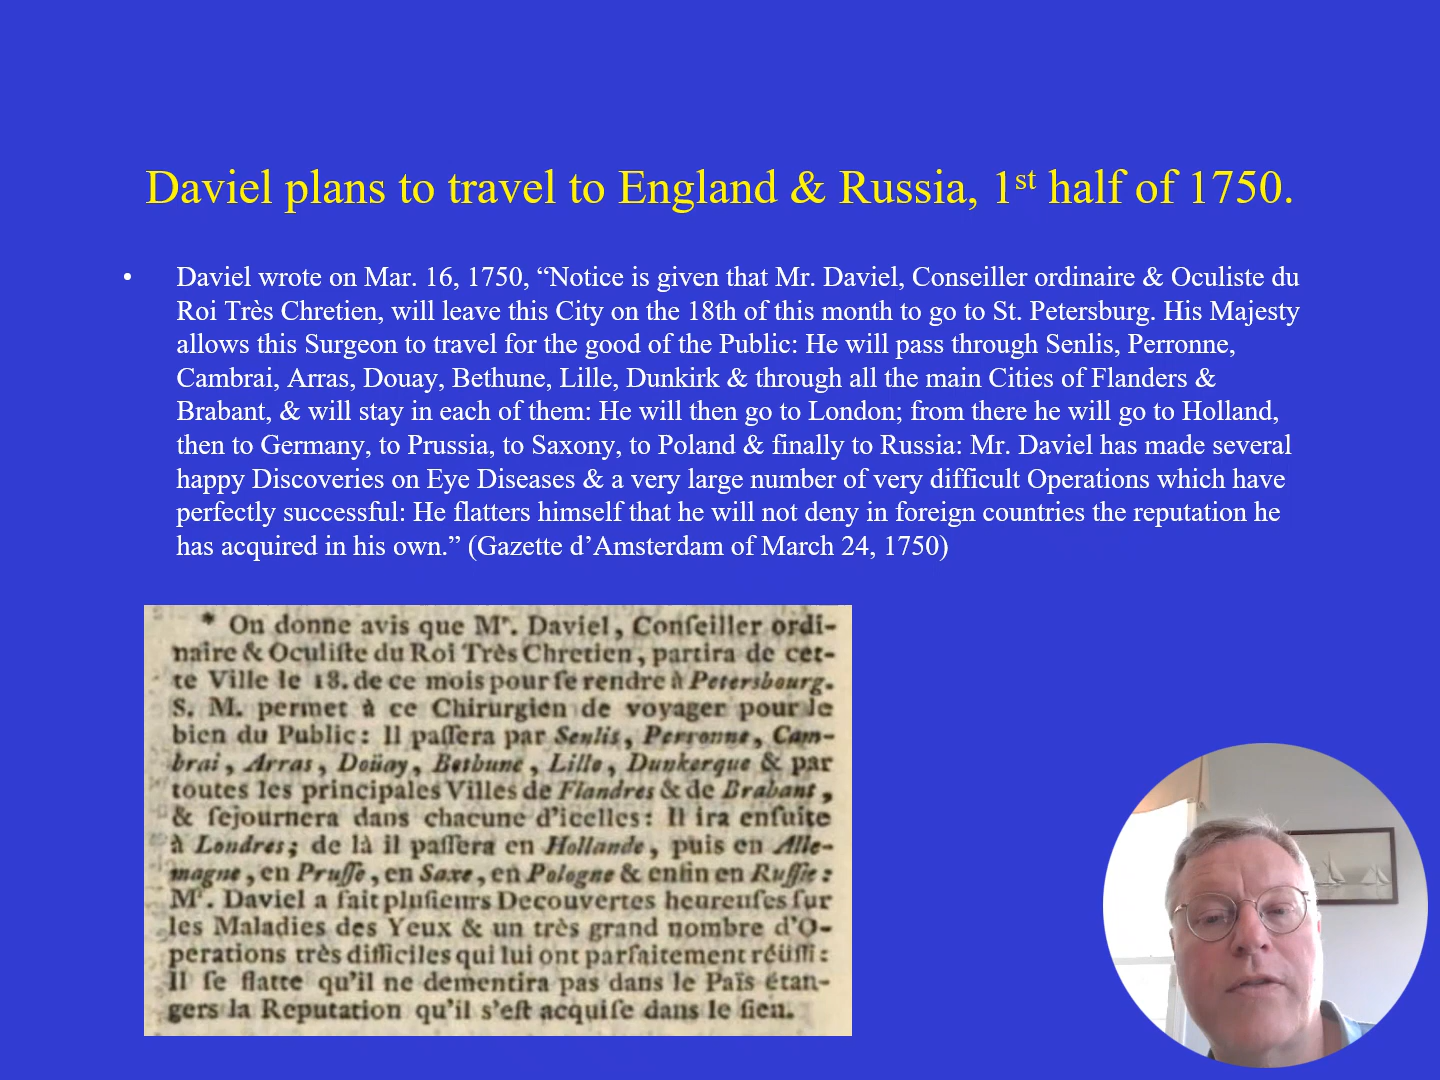 Daviel plans to travel to England & Russia, 1st half of 1750.
• Daviel wrote on Mar. 16, 1750, “Notice is given that Mr. Daviel, Conseiller ordinaire & Oculiste du
Roi Très Chretien, will leave this City on the 18th of this month to go to St. Petersburg. His Majesty
allows this Surgeon to travel for the good of the Public: He will pass through Senlis, Perronne,
Cambrai, Arras, Douay, Bethune, Lille, Dunkirk & through all the main Cities of Flanders &
Brabant, & will stay in each of them: He will then go to London; from there he will go to Holland,
then to Germany, to Prussia, to Saxony, to Poland & finally to Russia: Mr. Daviel has made several
happy Discoveries on Eye Diseases & a very large number of very difficult Operations which have
perfectly successful: He flatters himself that he will not deny in foreign countries the reputation he
has acquired in his own.” (Gazette d’Amsterdam of March 24, 1750)
* On donne avis que Mr. Daviel, Conſeiller ordi-
naire & Oculiſte du Roi Très Chretien, partira de cet-
te Ville le 18. de ce mois pour ſe rendre à Petersbourg.
S. M. permet à ce Chirurgien de voyager pour le
bien du Public: Il paſſera par Senlis, Perronne, Cam-
brai, Arras, Doüay, Bethune, Lille, Dunkerque & par
toutes les principales Villes de Flandres & de Brabant,
& ſejournera dans chacune d’icelles: Il ira enſuite
à Londres; de là il paſſera en Hollande, puis en Alle-
magne, en Pruſſe, en Saxe, en Pologne & enfin en Ruſſie:
Mr. Daviel a fait pluſieurs Decouvertes heureuſes ſur
les Maladies des Yeux & un très grand nombre d’O-
perations très difficiles qui lui ont parfaitement réüſſi:
Il ſe flatte qu’il ne dementira pas dans le Païs étan-
gers la Reputation qu’il s’eſt acquiſe dans le ſien.